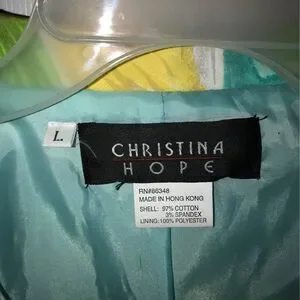 L
CHRISTINA
HOPE
RN#86348
MADE IN HONG KONG
SHELL: 97% COTTON
3% SPANDEX
LINING: 100% POLYESTER